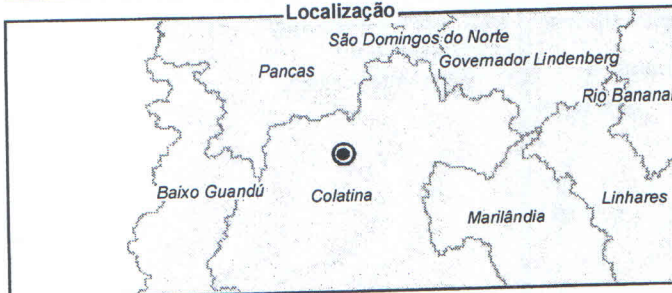 Localização
São Domingos do Norte
Governador Lindenberg
Pancas
Rio Bananal
Baixo Guandú
Colatina
Linhares
Marilândia